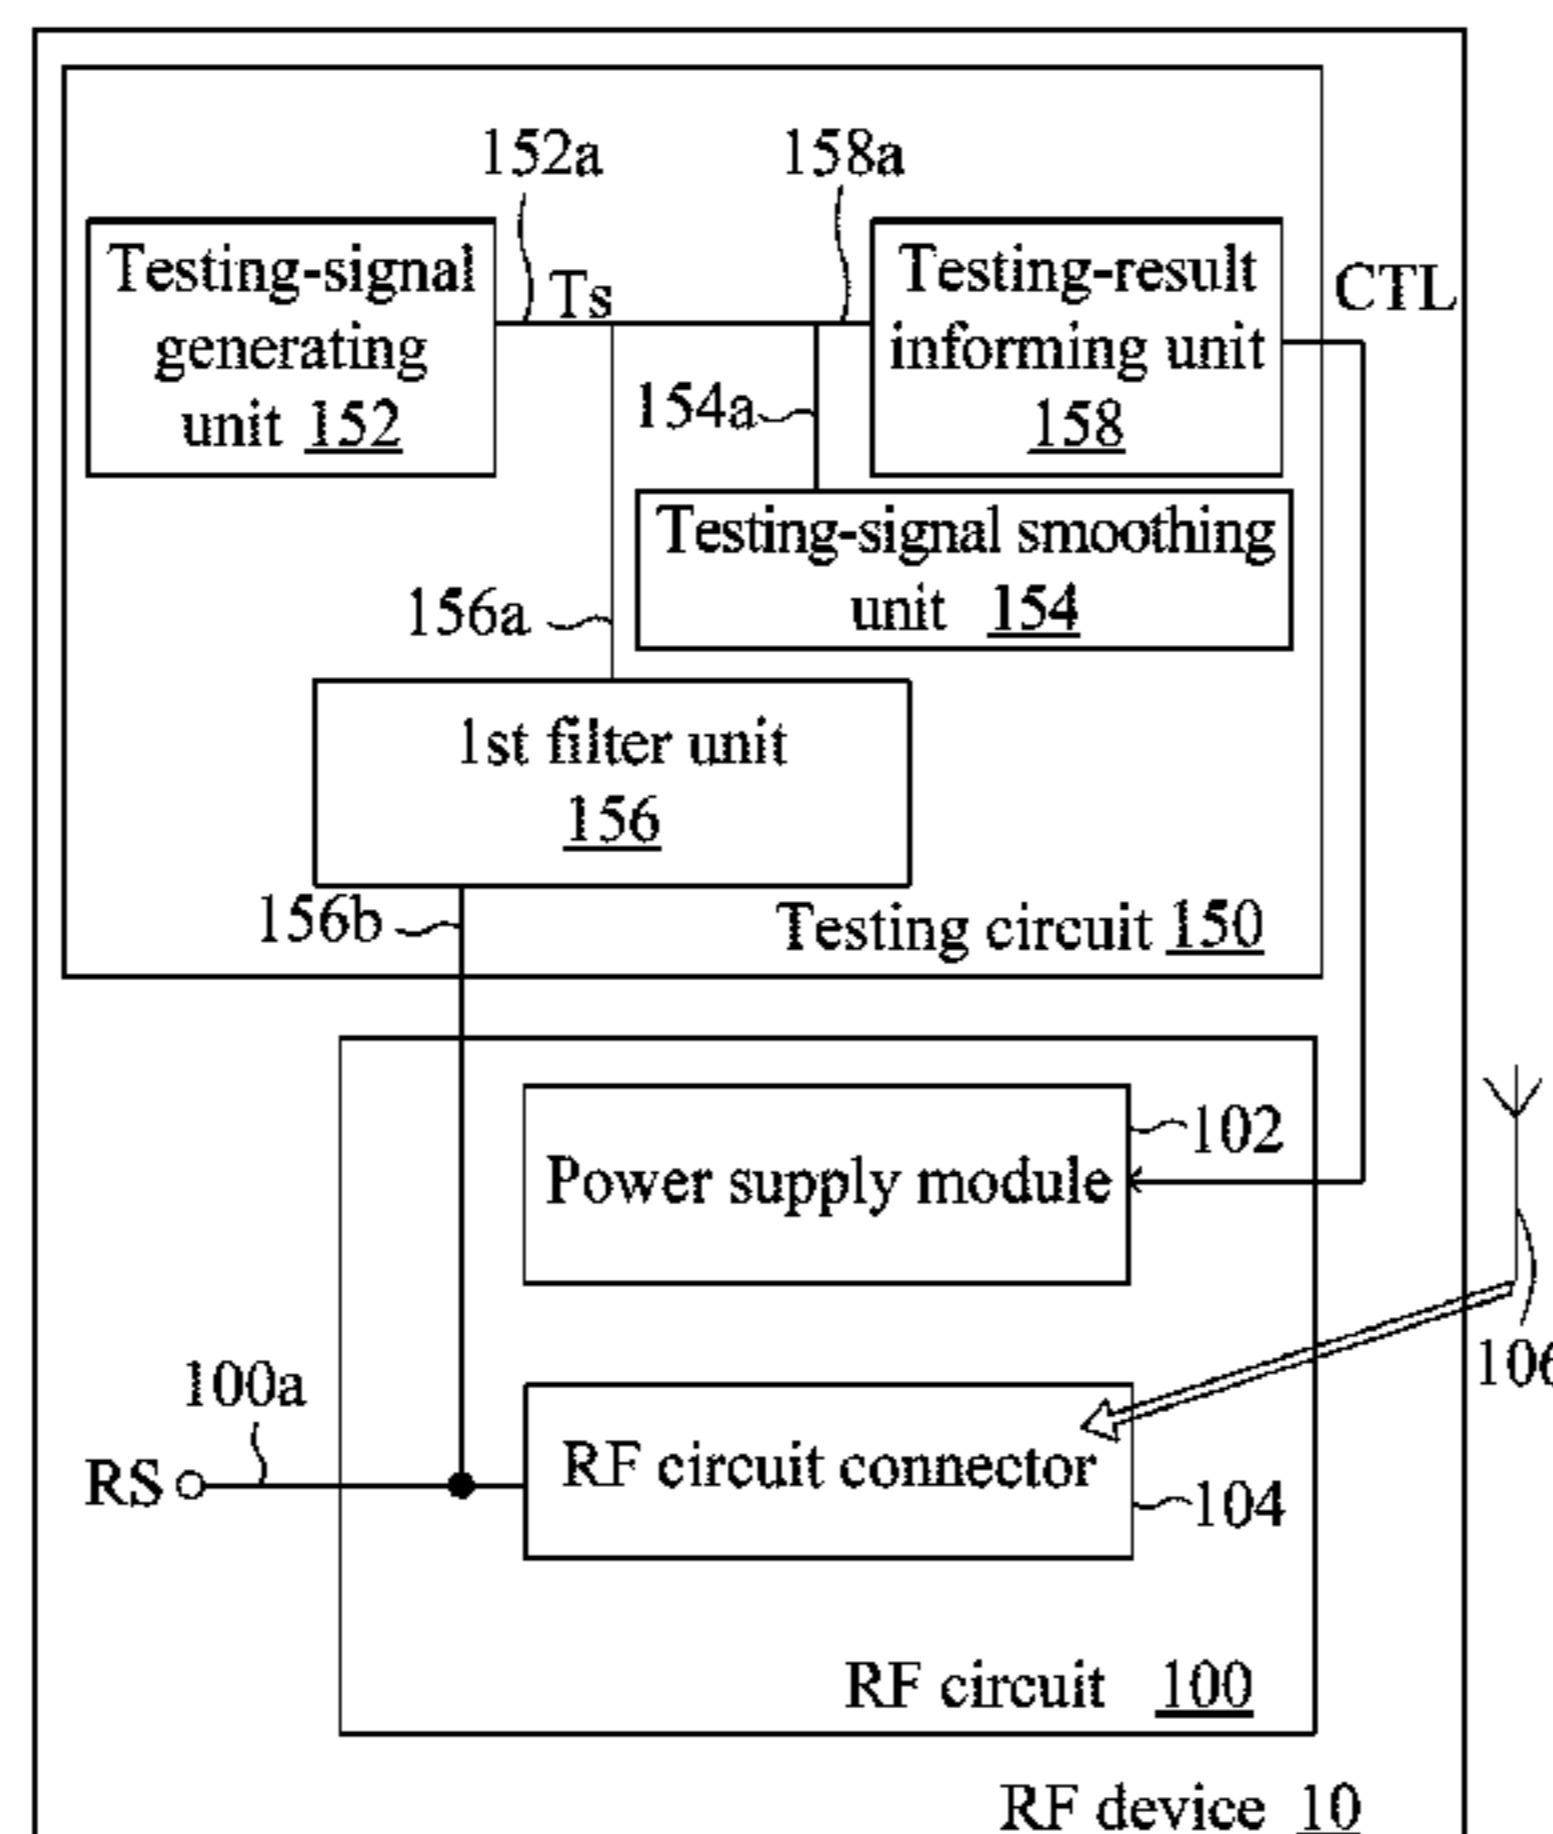 152a
158a
Testing-signal
generating
unit 152
Ts
Testing-result
informing unit
158
CTL
154a
Testing-signal smoothing
unit 154
156a
1st filter unit
156
156b
Testing circuit 150
102
Power supply module
106
100a
RS
RF circuit connector
104
RF circuit 100
RF device 10